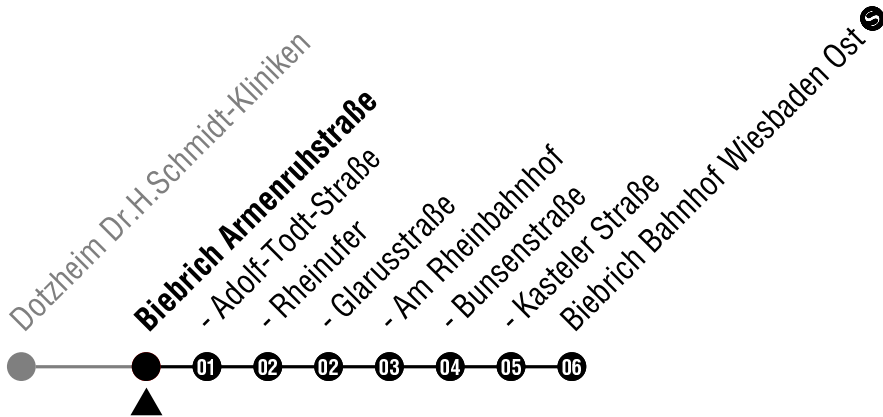 Dotzheim Dr.H.Schmidt-Kliniken
Biebrich Armenruhstraße
- Adolf-Todt-Straße
- Rheinufer
- Glarusstraße
- Am Rheinbahnhof
- Bunsenstraße
- Kasteler Straße
Biebrich Bahnhof Wiesbaden Ost S
01 02 02 03 04 05 06